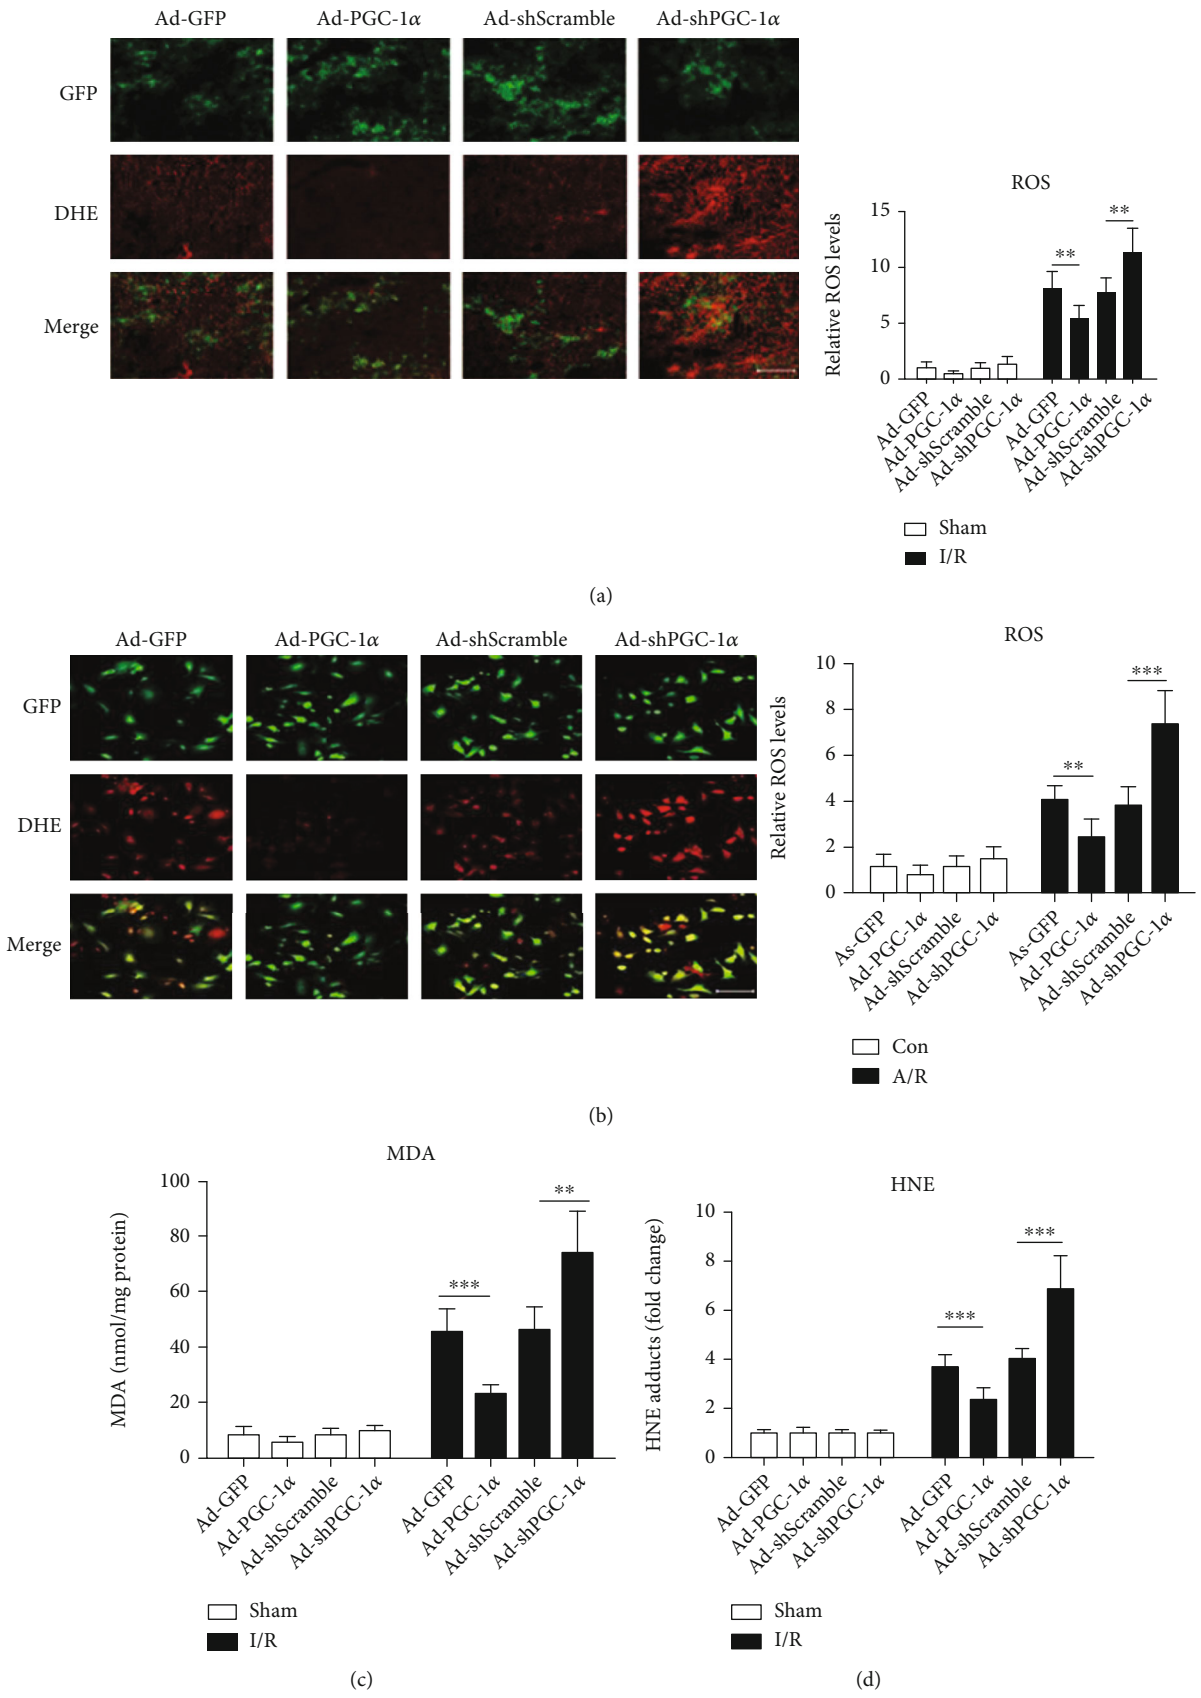 Ad-GFP Ad-PGC-1α Ad-shScramble Ad-shPGC-1α
GFP
DHE
Merge
ROS
Relative ROS levels
15
10
5
0
** **
Ad-GFP Ad-PGC-1α Ad-shScramble Ad-shPGC-1α Ad-GFP Ad-PGC-1α Ad-shScramble Ad-shPGC-1α
Sham
I/R
(a)
Ad-GFP Ad-PGC-1α Ad-shScramble Ad-shPGC-1α
GFP
DHE
Merge
ROS
Relative ROS levels
10
8
6
4
2
0
** ***
As-GFP Ad-PGC-1α Ad-shScramble Ad-shPGC-1α As-GFP Ad-PGC-1α Ad-shScramble Ad-shPGC-1α
Con
A/R
(b)
MDA
MDA (nmol/mg protein)
100
80
60
40
20
0
*** **
Ad-GFP Ad-PGC-1α Ad-shScramble Ad-shPGC-1α Ad-GFP Ad-PGC-1α Ad-shScramble Ad-shPGC-1α
Sham
I/R
(c)
HNE
HNE adducts (fold change)
10
8
6
4
2
0
*** ***
Ad-GFP Ad-PGC-1α Ad-shScramble Ad-shPGC-1α Ad-GFP Ad-PGC-1α Ad-shScramble Ad-shPGC-1α
Sham
I/R
(d)